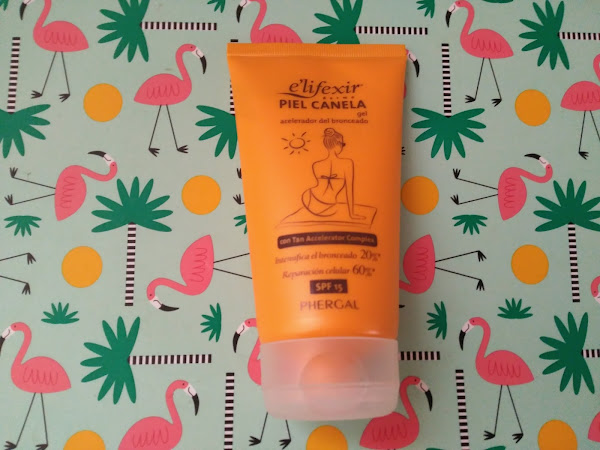 e'lifexir
PIEL CANELA
gel
acelerador del bronceado
con Tan Accelerator Complex
Intensifica el bronceado 20%*
Reparación celular 60%*
SPF 15
PHERGAL